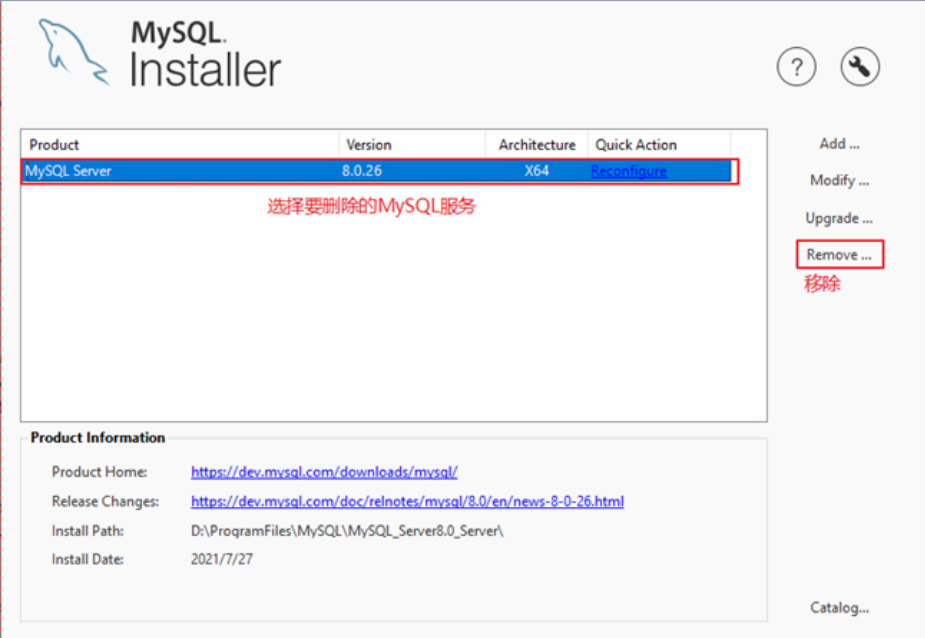 MySQL.
Installer
?
Product Version Architecture Quick Action
MySQL Server 8.0.26 X64 Reconfigure
选择要删除的MySQL服务
Add ...
Modify ...
Upgrade ...
Remove ...
移除
Product Information
Product Home: https://dev.mysql.com/downloads/mysql/
Release Changes: https://dev.mysql.com/doc/relnotes/mysql/8.0/en/news-8-0-26.html
Install Path: D:\ProgramFiles\MySQL\MySQL_Server8.0_Server\
Install Date: 2021/7/27
Catalog...